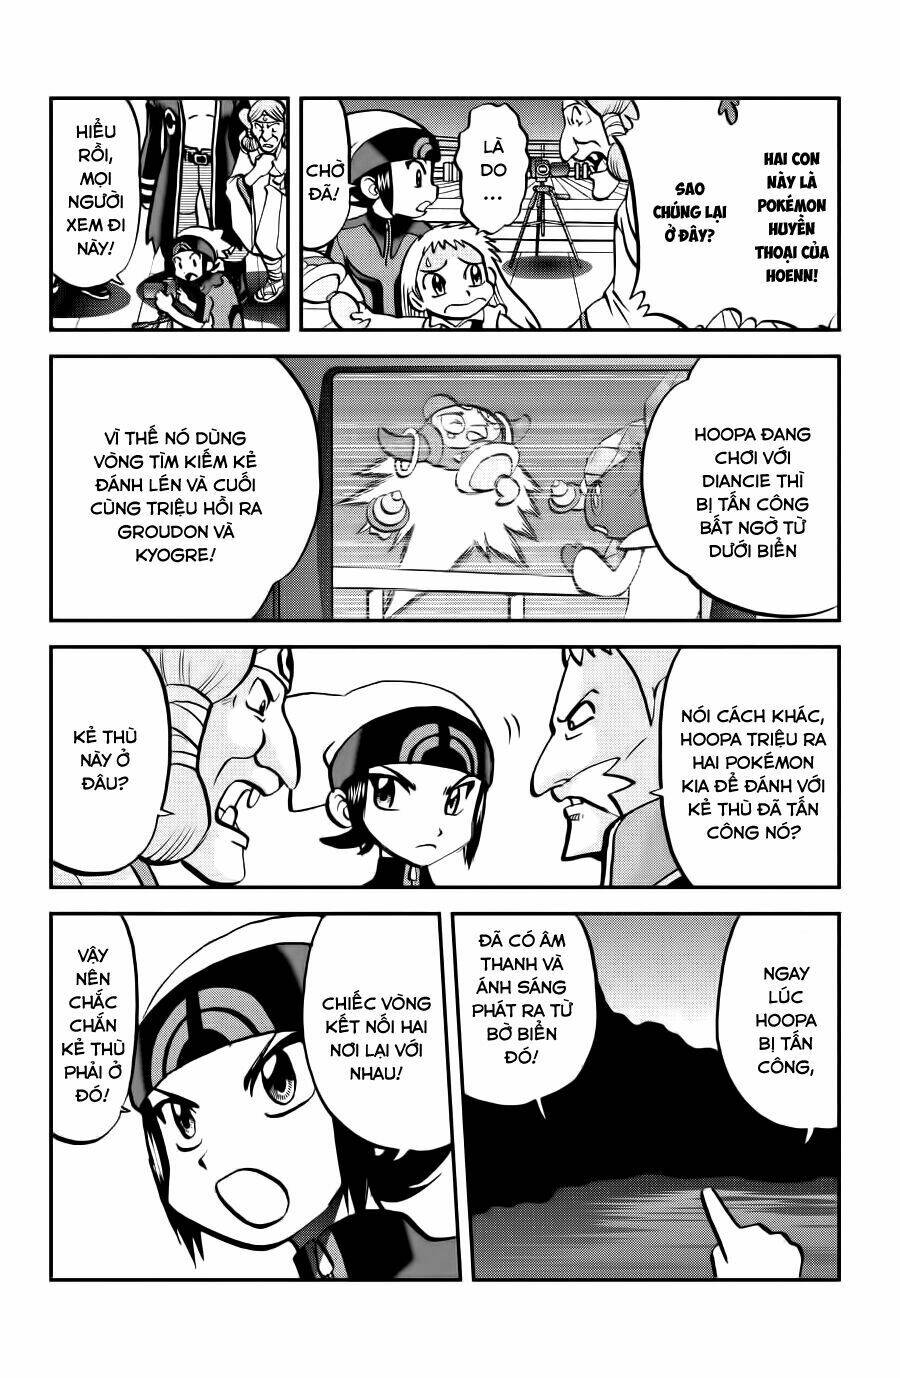 HAI CON
NÀY LÀ
POKÉMON
HUYỀN
THOẠI CỦA
HOENN!
SAO
CHÚNG LẠI
Ở ĐÂY?
LÀ
DO
...
CHỜ
ĐÃ!
HIỂU
RỒI,
MỌI
NGƯỜI
XEM ĐI
NÀY!
HOOPA ĐANG
CHƠI VỚI
DIANCIE THÌ
BỊ TẤN CÔNG
BẤT NGỜ TỪ
DƯỚI BIỂN
VÌ THẾ NÓ DÙNG
VÒNG TÌM KIẾM KẺ
ĐÁNH LÉN VÀ CUỐI
CÙNG TRIỆU HỒI RA
GROUDON VÀ
KYOGRE!
NÓI CÁCH KHÁC,
HOOPA TRIỆU RA
HAI POKÉMON
KIA ĐỂ ĐÁNH VỚI
KẺ THÙ ĐÃ TẤN
CÔNG NÓ?
KẺ THÙ
NÀY Ở
ĐÂU?
NGAY
LÚC
HOOPA
BỊ TẤN
CÔNG,
ĐÃ CÓ ÂM
THANH VÀ
ÁNH SÁNG
PHÁT RA TỪ
BỜ BIỂN
ĐÓ!
CHIẾC VÒNG
KẾT NỐI HAI
NƠI LẠI VỚI
NHAU!
VẬY
NÊN
CHẮC
CHẮN
KẺ THÙ
PHẢI Ở
ĐÓ!